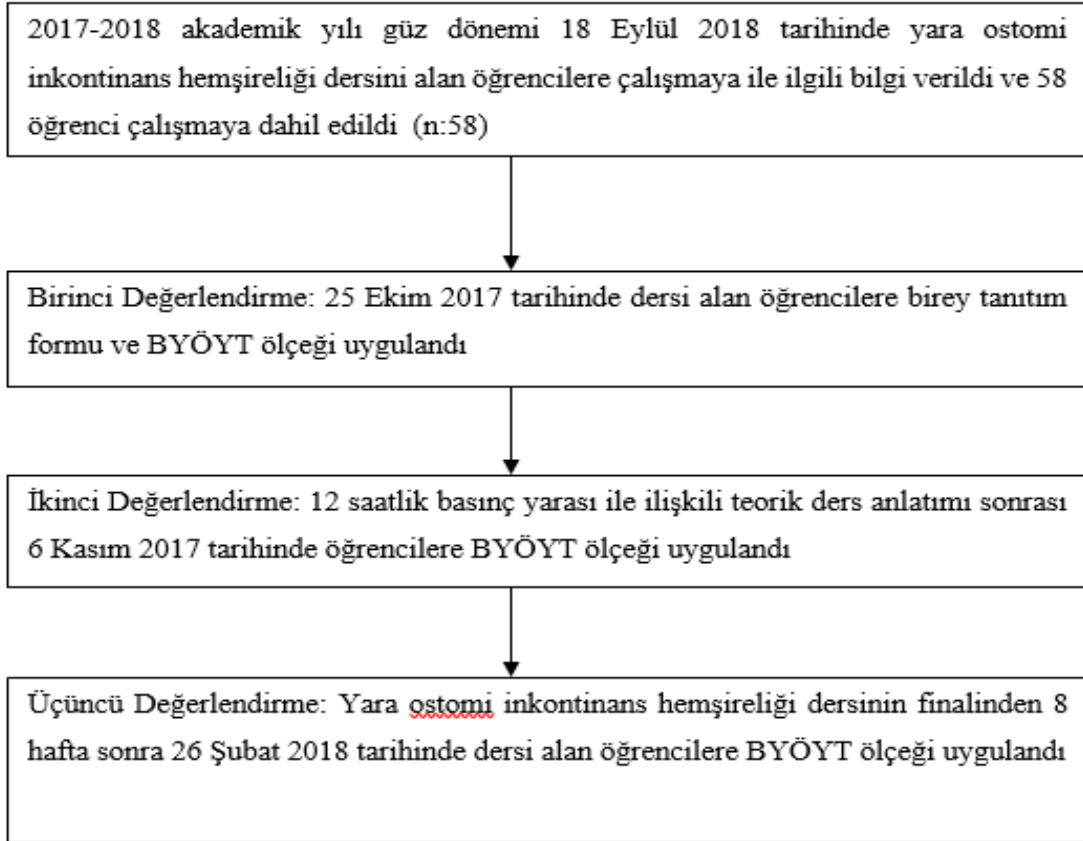 2017-2018 akademik yılı güz dönemi 18 Eylül 2018 tarihinde yara ostomi
inkontinans hemşireliği dersini alan öğrencilere çalışmaya ile ilgili bilgi verildi ve 58
öğrenci çalışmaya dahil edildi (n:58)
Birinci Değerlendirme: 25 Ekim 2017 tarihinde dersi alan öğrencilere birey tanıtım
formu ve BYÖYT ölçeği uygulandı
İkinci Değerlendirme: 12 saatlik basınç yarası ile ilişkili teorik ders anlatımı sonrası
6 Kasım 2017 tarihinde öğrencilere BYÖYT ölçeği uygulandı
Üçüncü Değerlendirme: Yara ostomi inkontinans hemşireliği dersinin finalinden 8
hafta sonra 26 Şubat 2018 tarihinde dersi alan öğrencilere BYÖYT ölçeği uygulandı